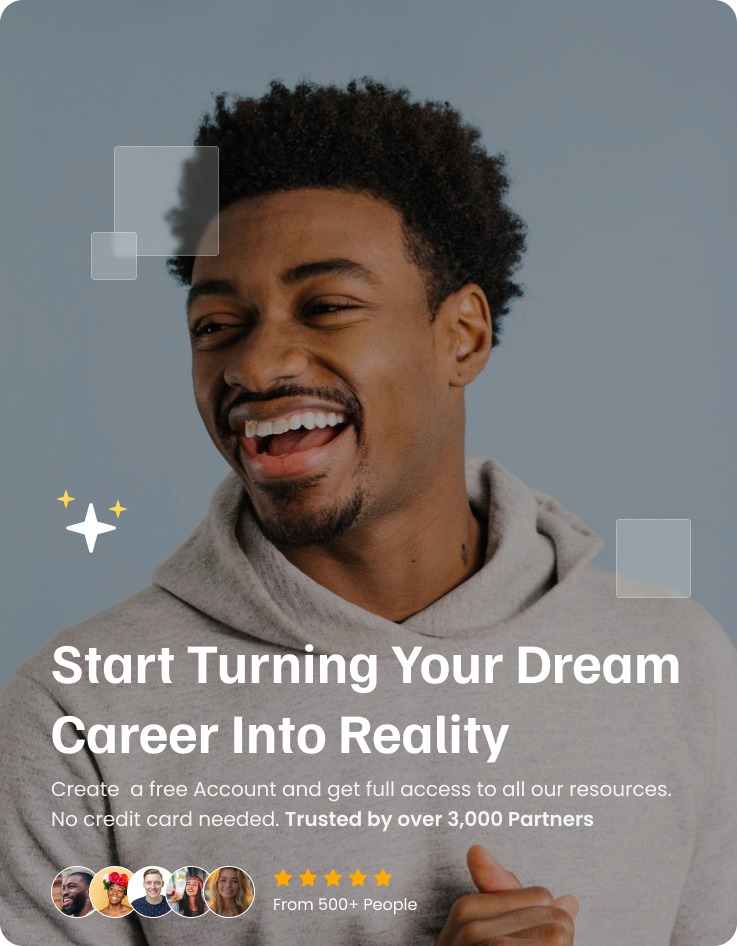 Start Turning Your Dream
Career Into Reality
Create  a free Account and get full access to all our resources.
No credit card needed. Trusted by over 3,000 Partners
From 500+ People